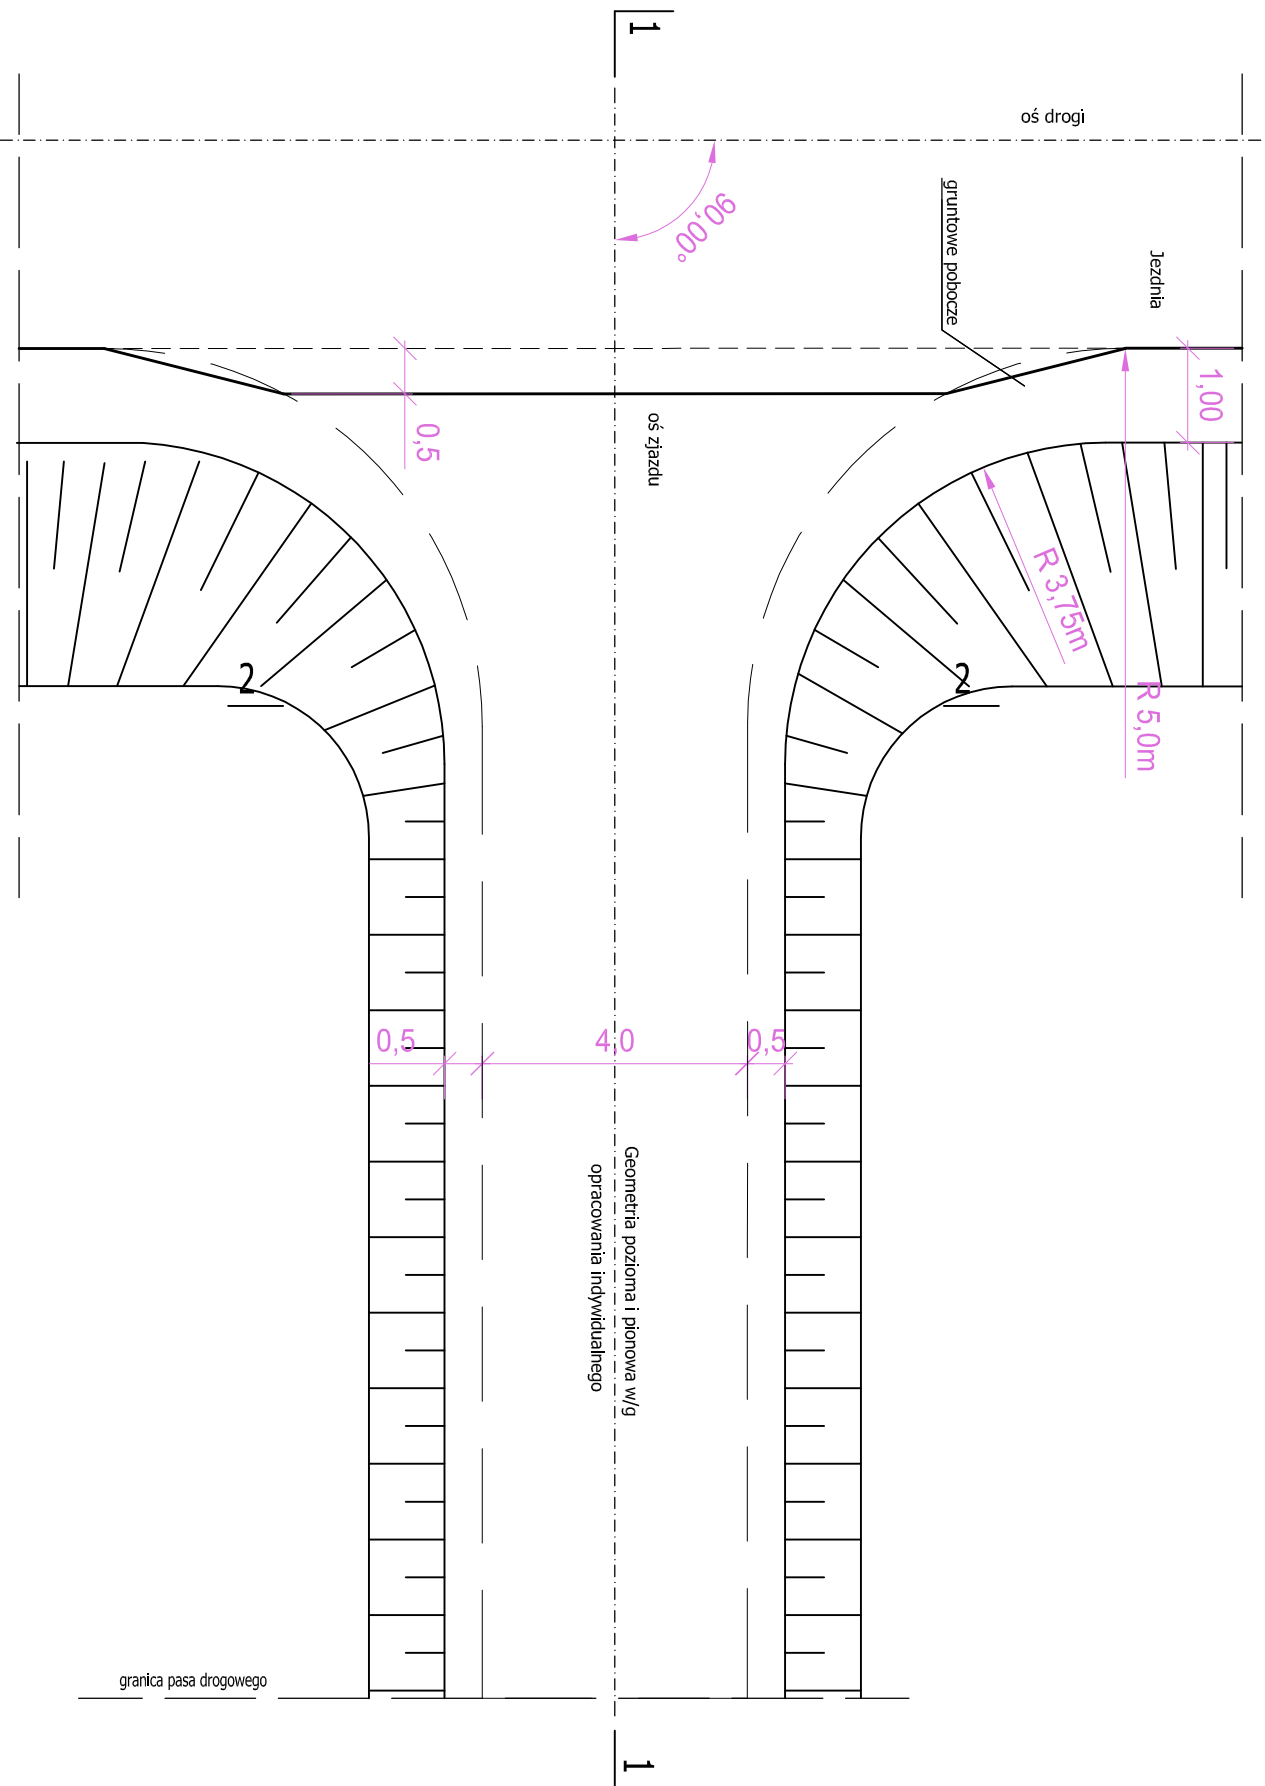 1
oś drogi
90,00°
gruntowe pobocze
Jezdnia
1,00
0,5
oś zjazdu
R 3,75m
2
2
R 5,0m
0,5
4,0
0,5
Geometria pozioma i pionowa w/g
opracowania indywidualnego
granica pasa drogowego
1